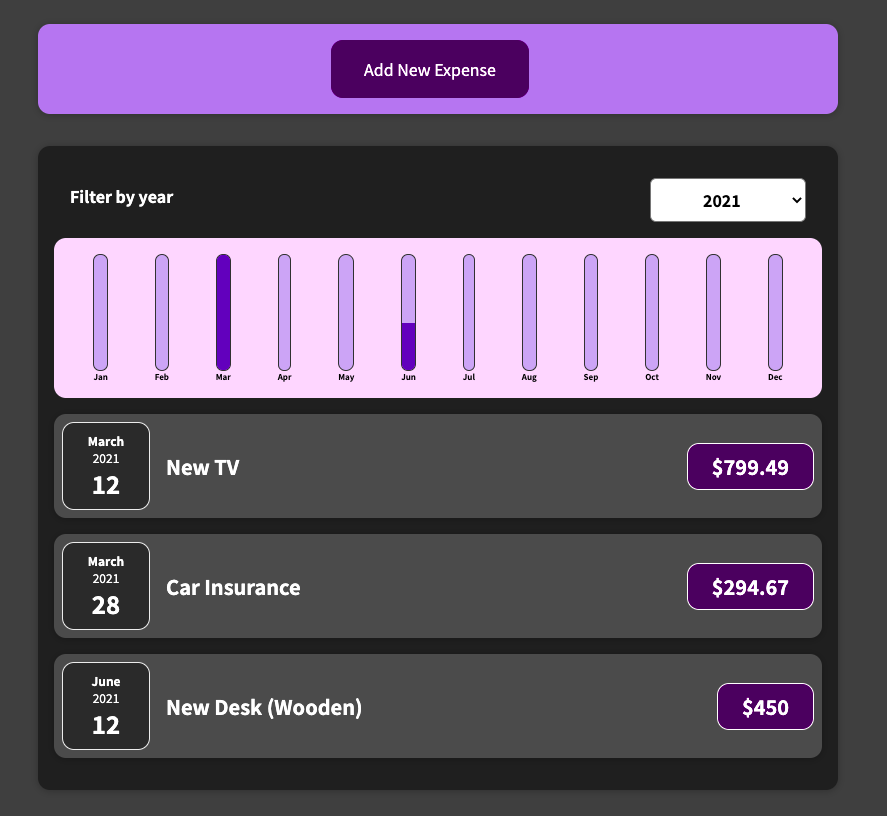 Add New Expense
Filter by year
2021
Jan Feb Mar Apr May Jun Jul Aug Sep Oct Nov Dec
March
2021
12
New TV
$799.49
March
2021
28
Car Insurance
$294.67
June
2021
12
New Desk (Wooden)
$450